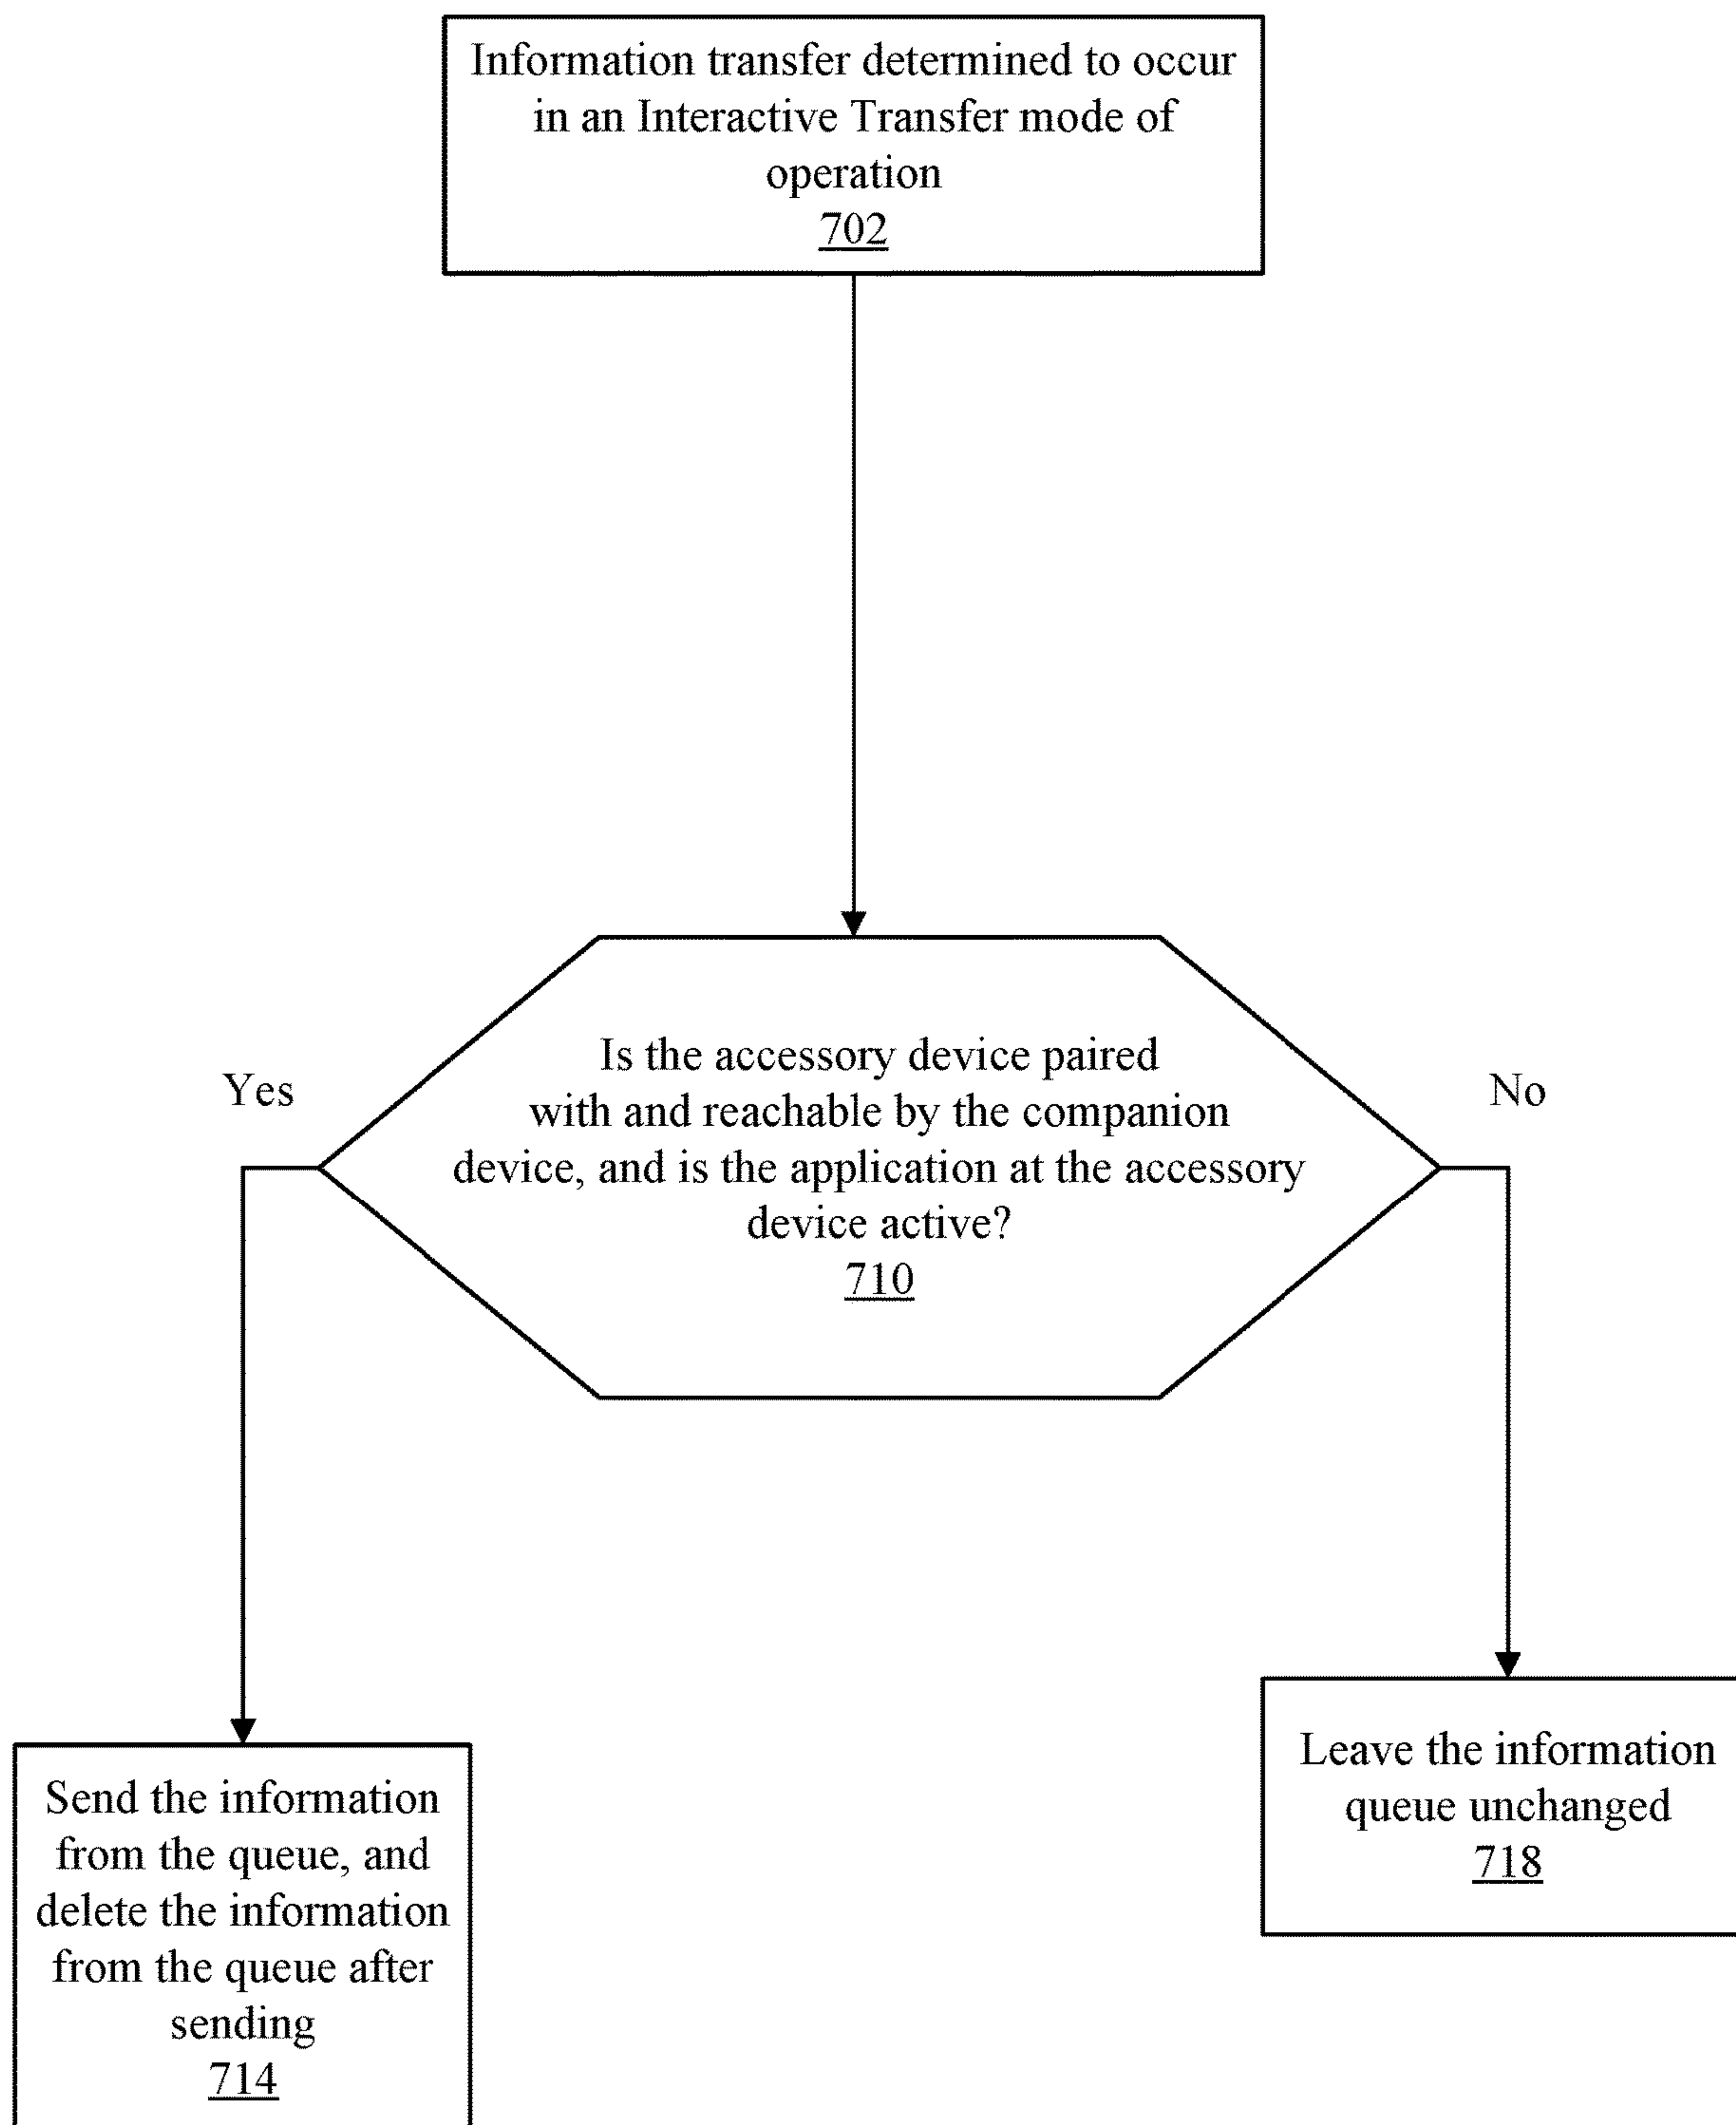 Information transfer determined to occur
in an Interactive Transfer mode of
operation
702
Is the accessory device paired
with and reachable by the companion
device, and is the application at the accessory
device active?
710
Yes
No
Send the information
from the queue, and
delete the information
from the queue after
sending
714
Leave the information
queue unchanged
718